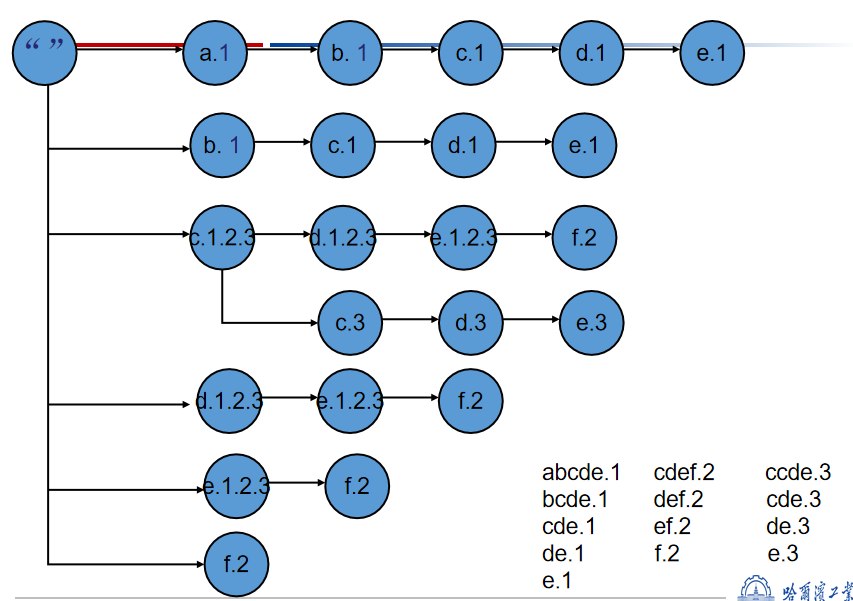 “ ” a.1 b. 1 c.1 d.1 e.1
b. 1 c.1 d.1 e.1
c.1.2.3 d.1.2.3 e.1.2.3 f.2
c.3 d.3 e.3
d.1.2.3 e.1.2.3 f.2
e.1.2.3 f.2
f.2
abcde.1 cdef.2 ccde.3
bcde.1 def.2 cde.3
cde.1 ef.2 de.3
de.1 f.2 e.3
e.1
哈爾濱工業